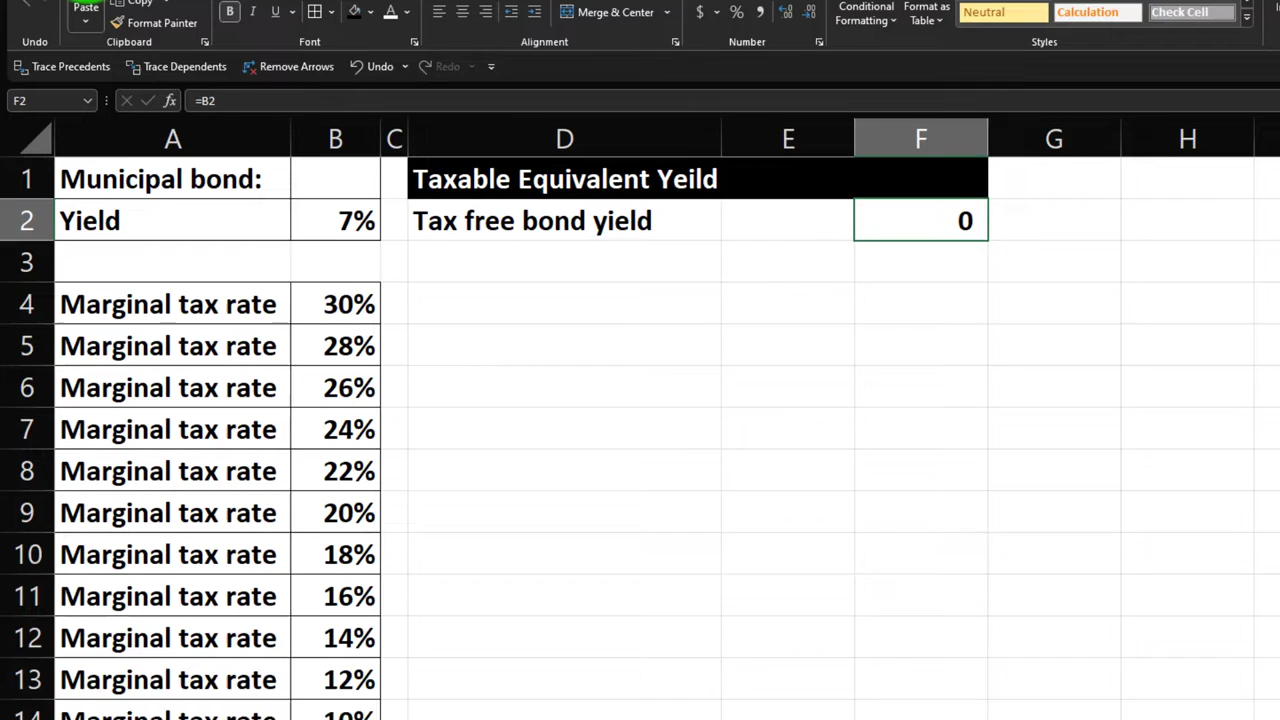 Paste Copy $ % , Conditional Format as Neutral Calculation Check Cell
Format Painter B I U A Merge & Center Formatting Table
Undo Clipboard Font Alignment Number Styles
Trace Precedents Trace Dependents Remove Arrows Undo Redo
F2 fx =B2
A B C D E F G H
1 Municipal bond: Taxable Equivalent Yeild
2 Yield 7% Tax free bond yield 0
3
4 Marginal tax rate 30%
5 Marginal tax rate 28%
6 Marginal tax rate 26%
7 Marginal tax rate 24%
8 Marginal tax rate 22%
9 Marginal tax rate 20%
10 Marginal tax rate 18%
11 Marginal tax rate 16%
12 Marginal tax rate 14%
13 Marginal tax rate 12%
14 Marginal tax rate 10%